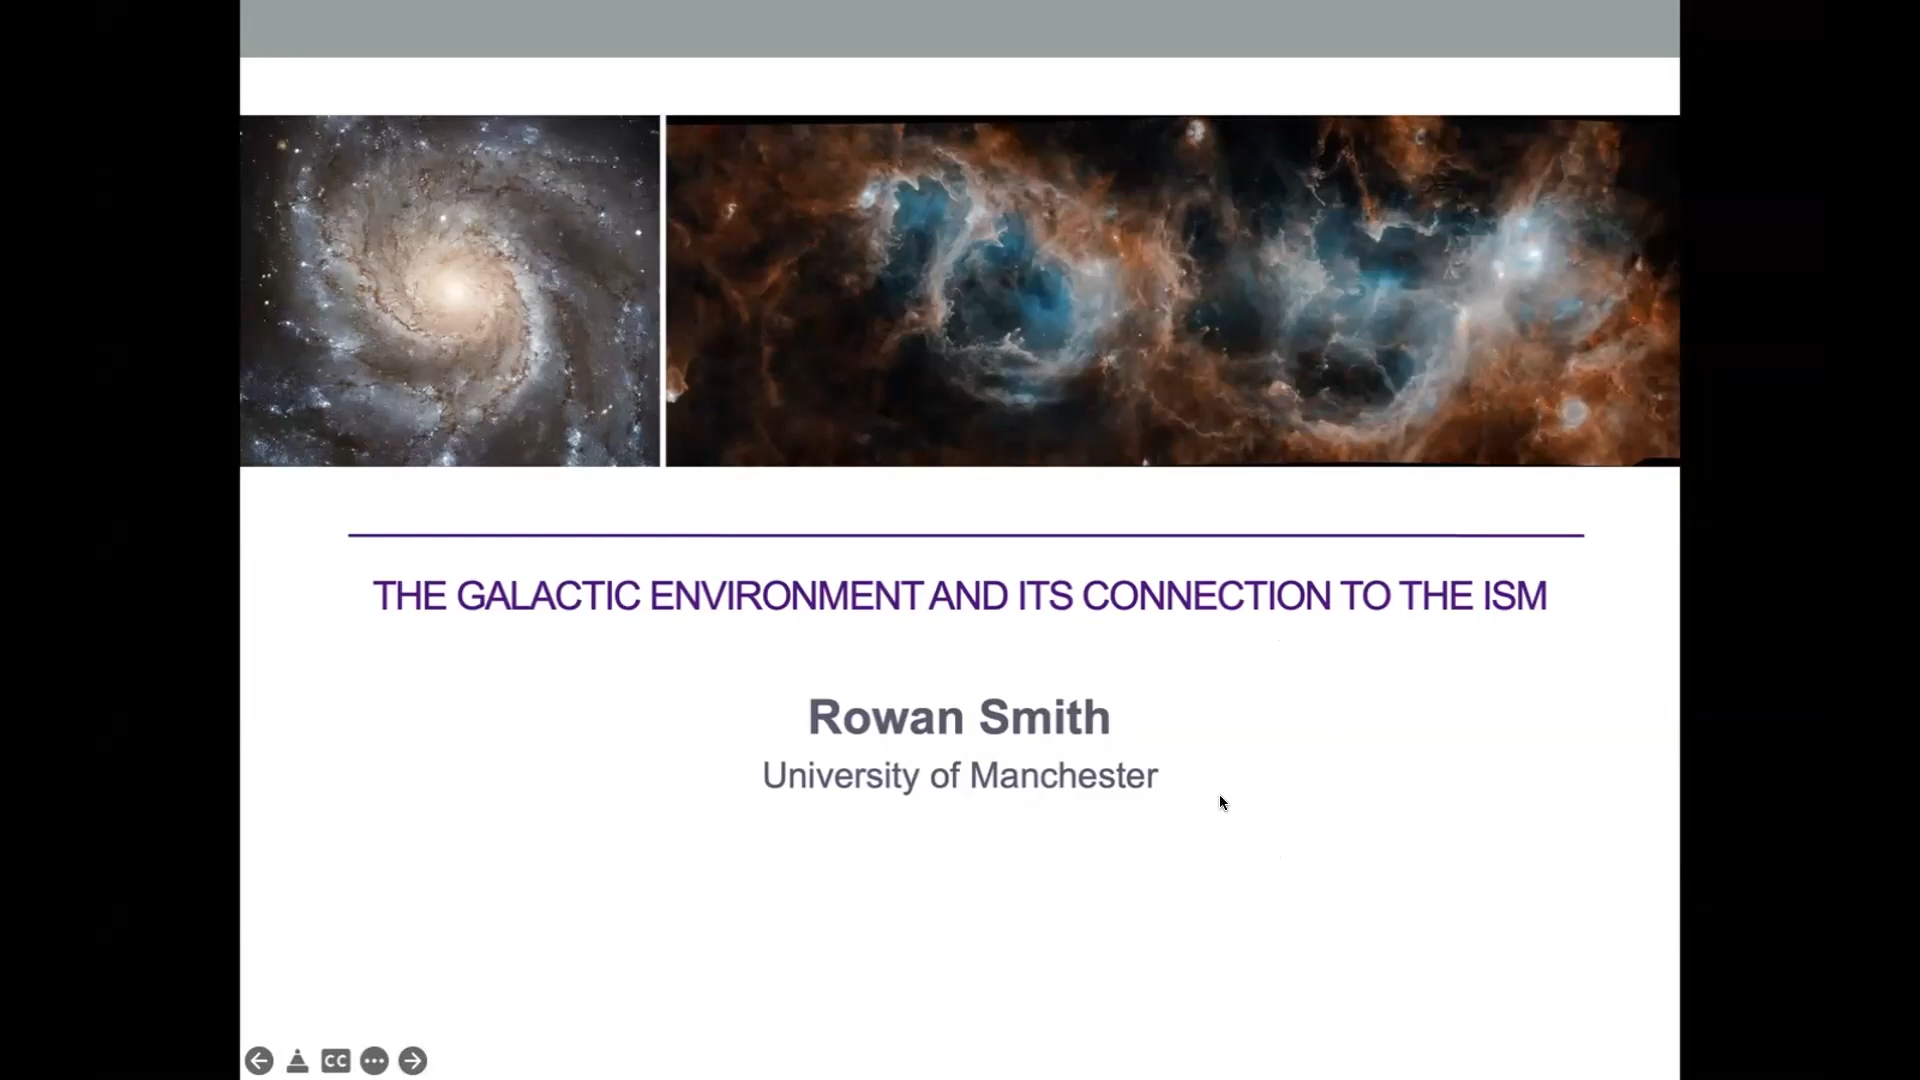 THE GALACTIC ENVIRONMENT AND ITS CONNECTION TO THE ISM
Rowan Smith
University of Manchester
CC